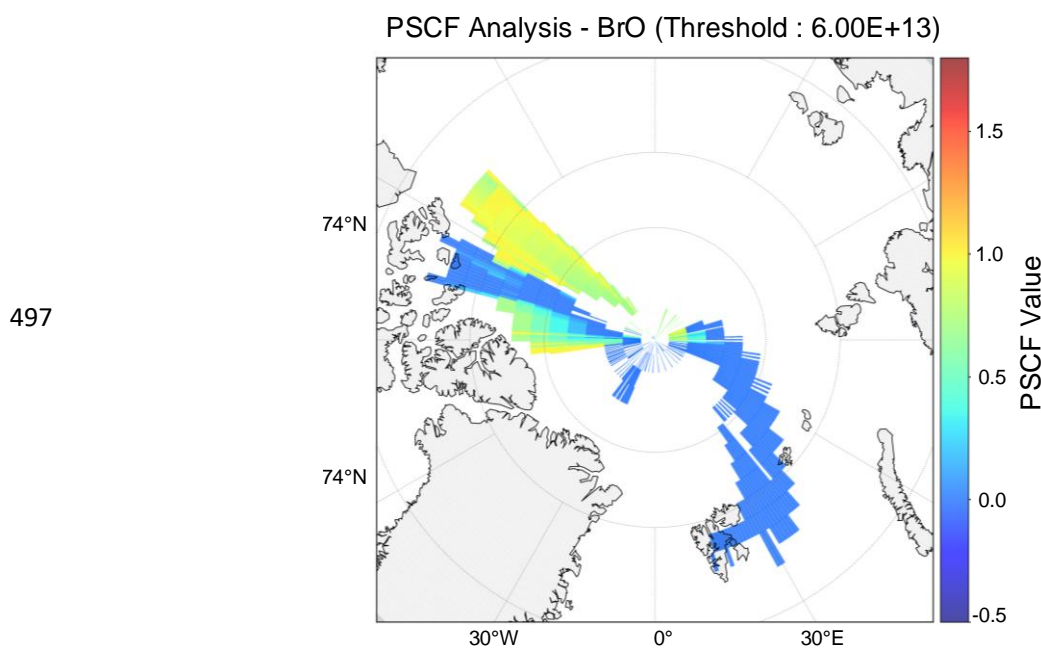 PSCF Analysis - BrO (Threshold : 6.00E+13)
1.5
74°N
1.0
497
PSCF Value
0.5
74°N
0.0
-0.5
30°W
0°
30°E